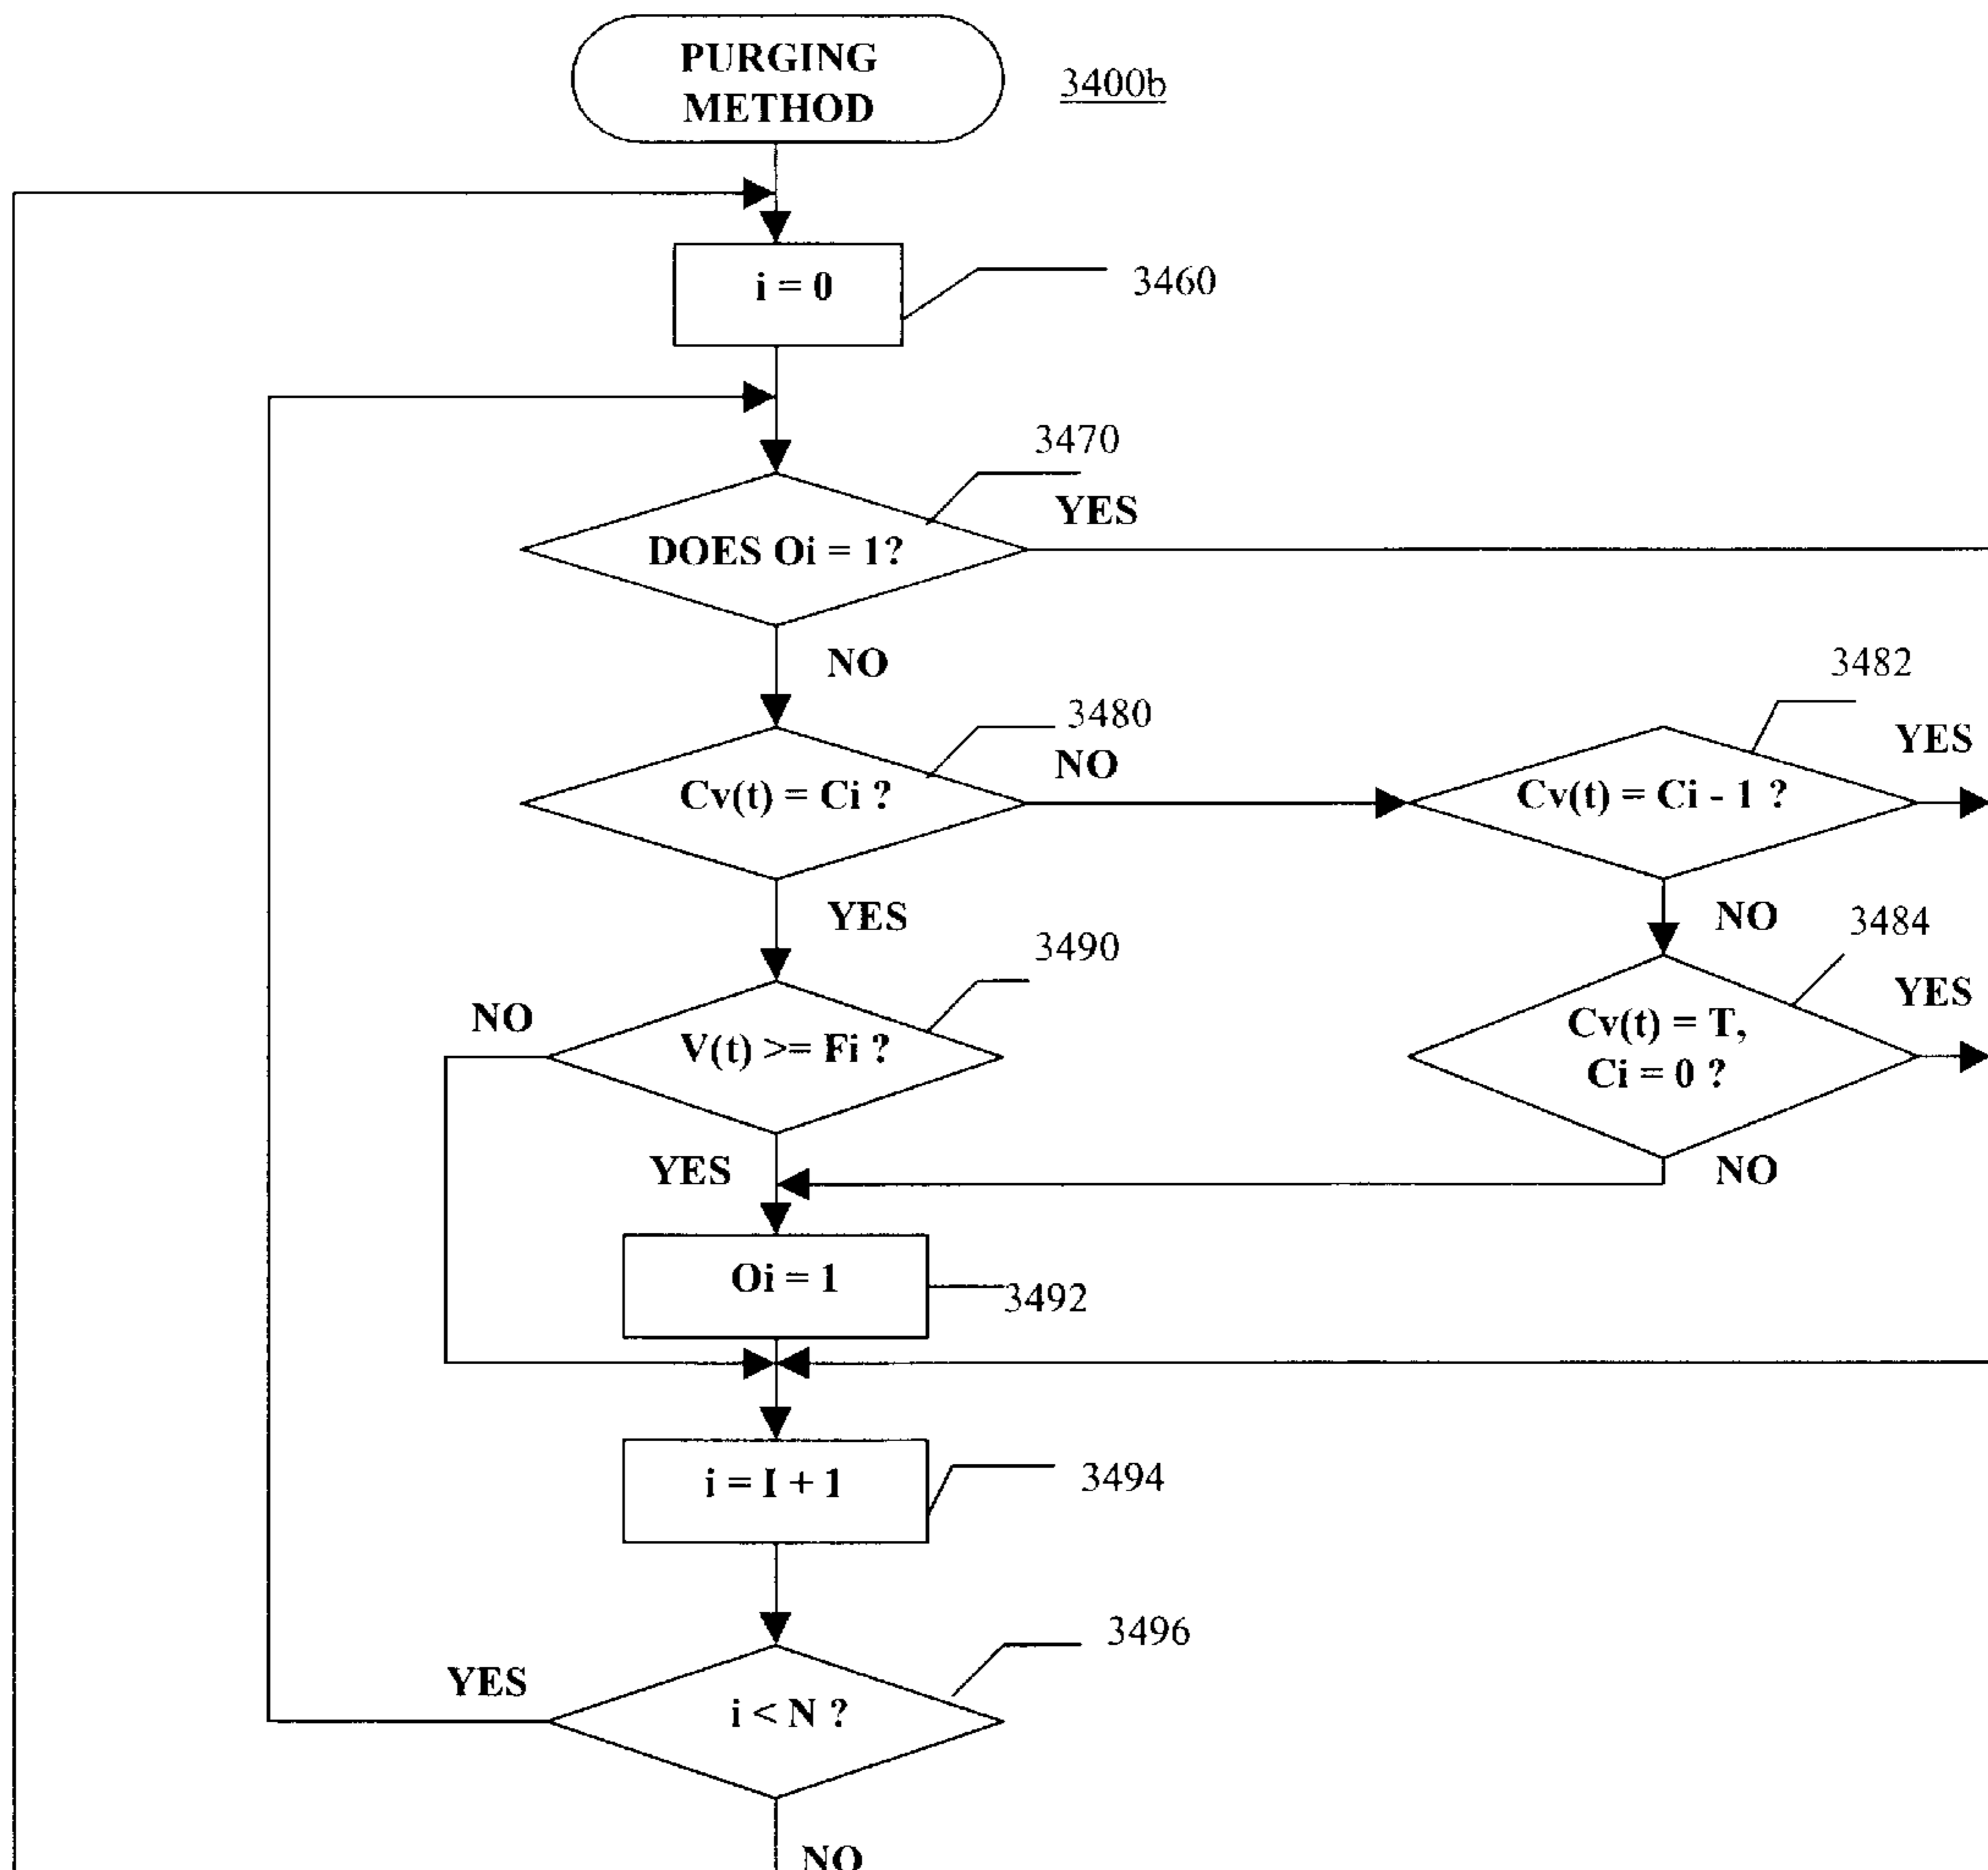 PURGING
METHOD
3400b
i = 0
3460
3470
YES
DOES Oi = 1?
NO
3480
NO
Cv(t) = Ci ?
3482
YES
Cv(t) = Ci - 1 ?
YES
NO
3484
3490
NO
V(t) >= Fi ?
YES
Cv(t) = T,
Ci = 0 ?
YES
NO
Oi = 1
3492
i = I + 1
3494
3496
YES
i < N ?
NO